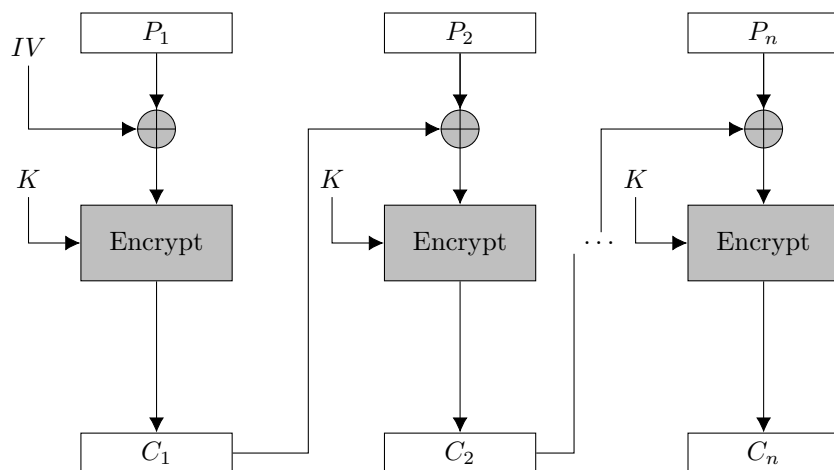 P1 P2 Pn
IV
K K K
Encrypt Encrypt ... Encrypt
C1 C2 Cn